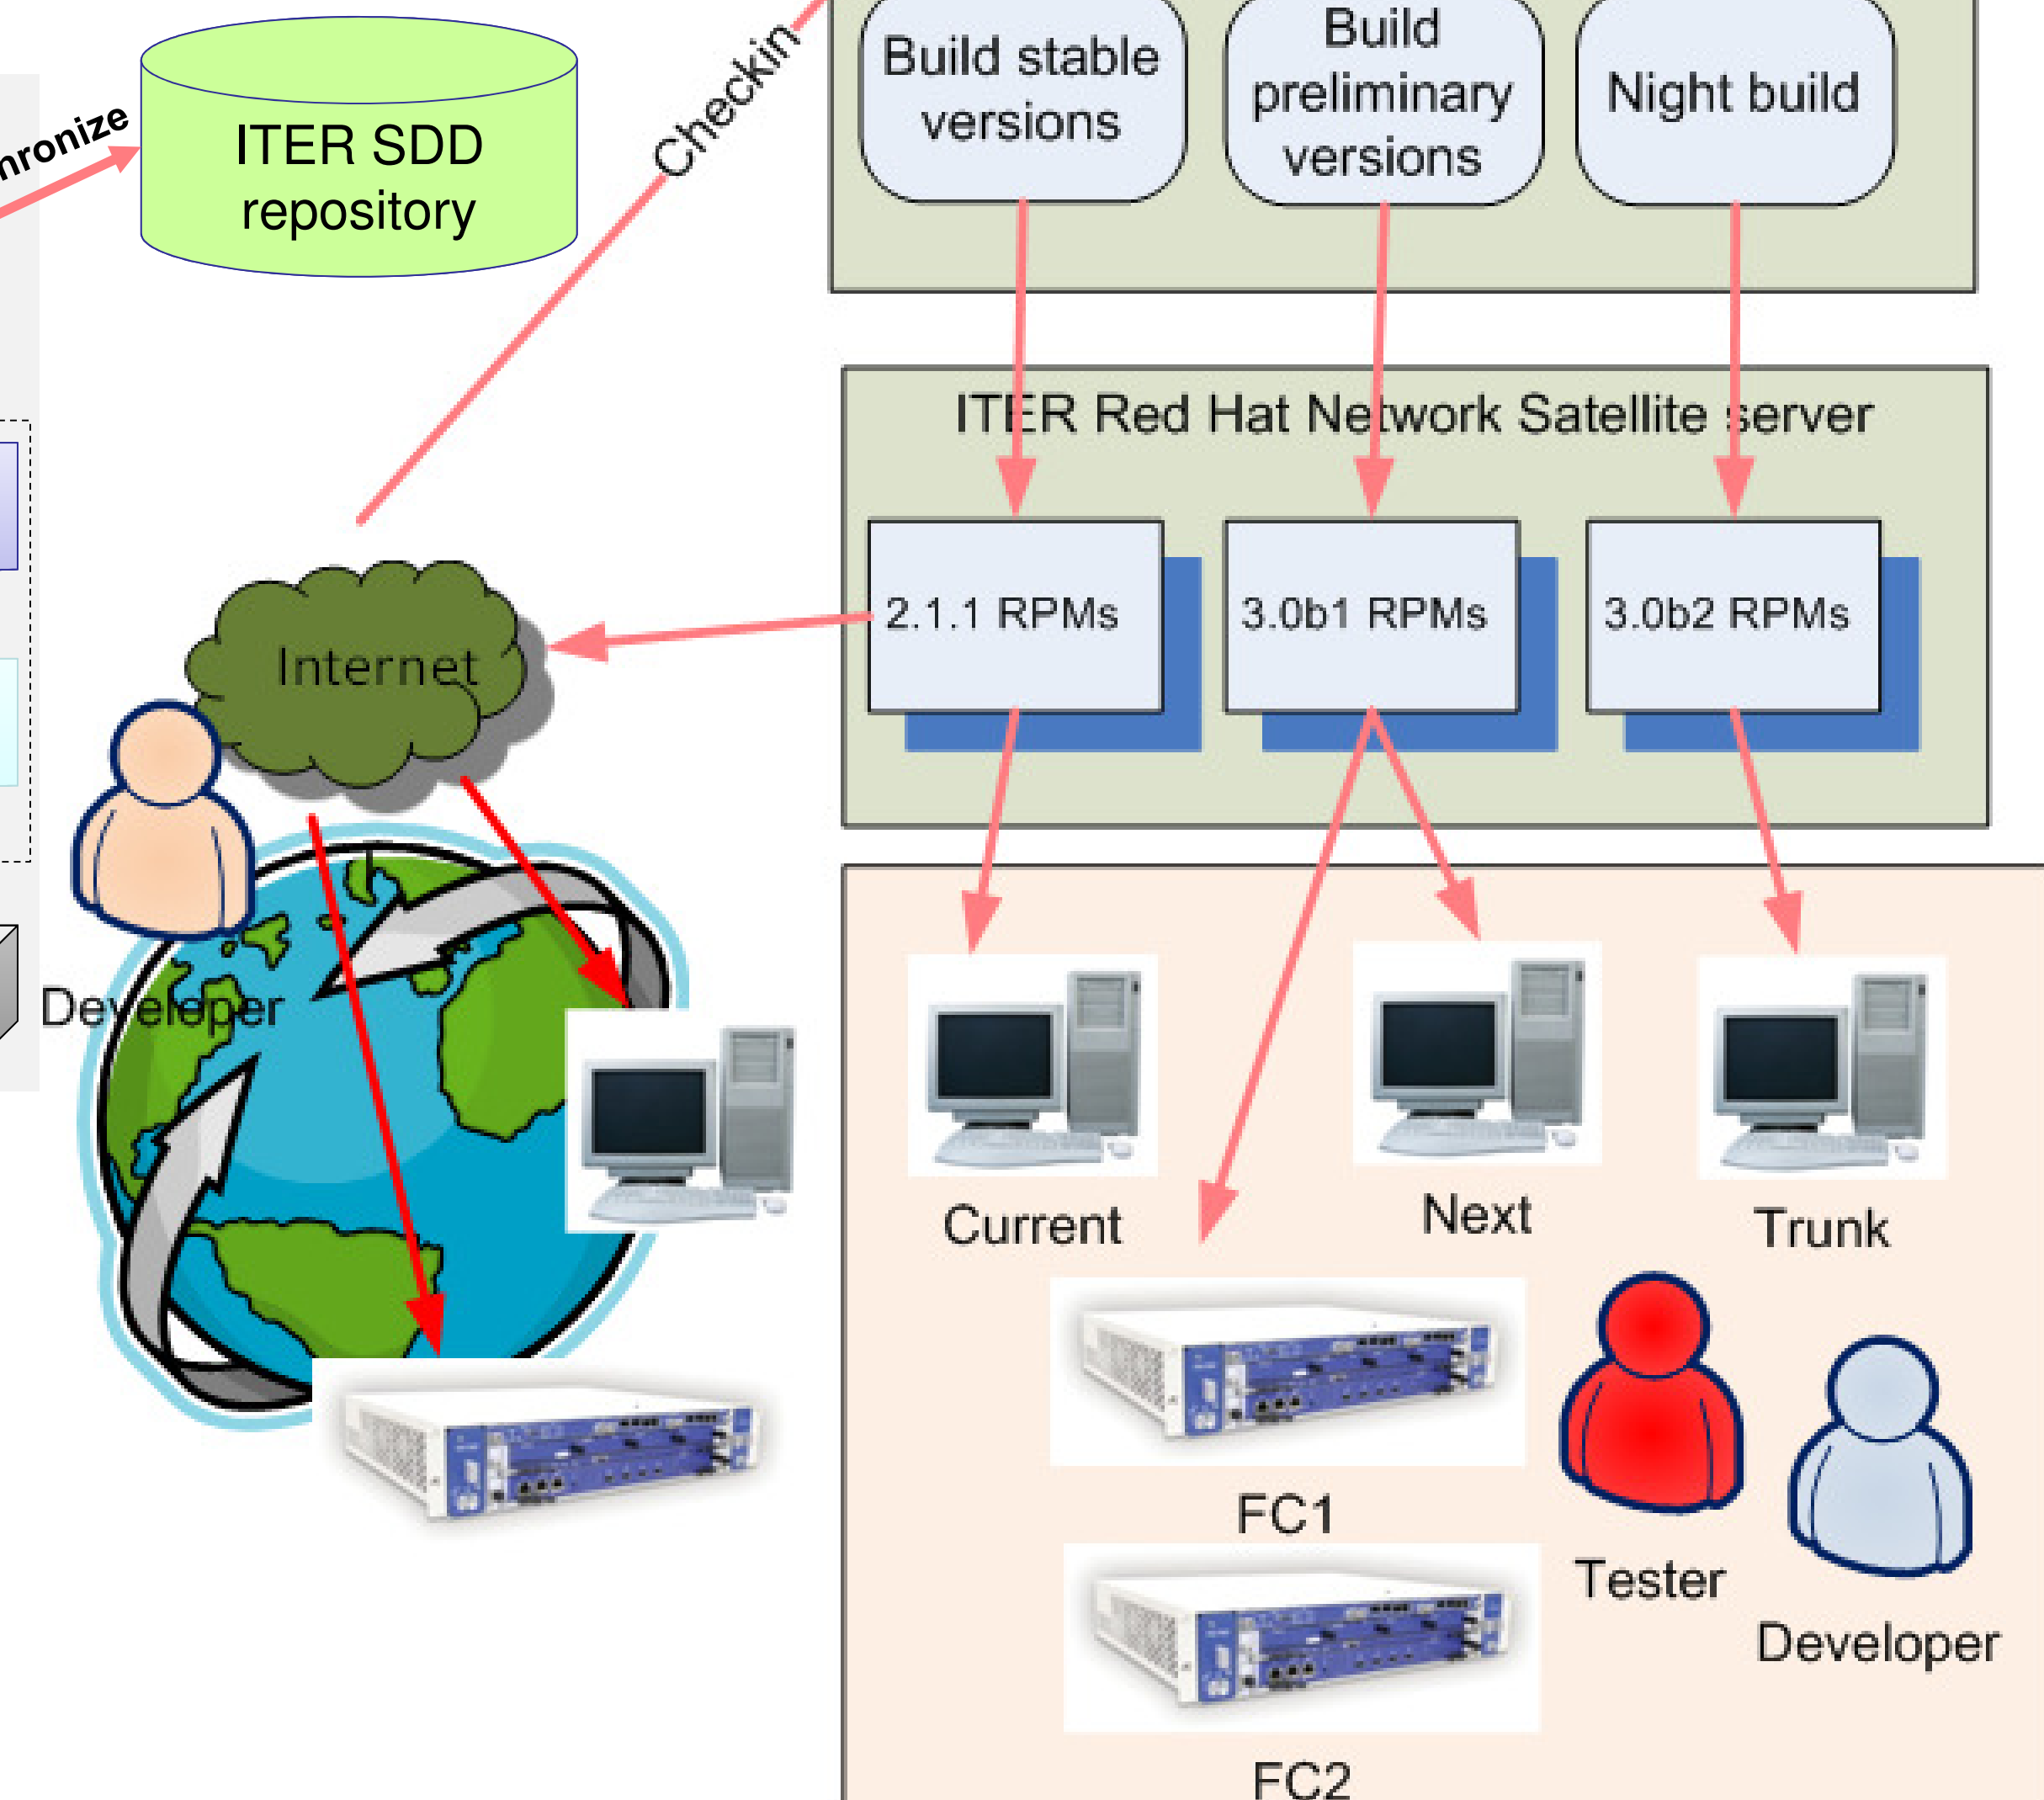 hronize
ITER SDD
repository
Checkin
Build stable
versions
Build
preliminary
versions
Night build
ITER Red Hat Network Satellite server
2.1.1 RPMs
3.0b1 RPMs
3.0b2 RPMs
Internet
Developer
Current
Next
Trunk
FC1
Tester
Developer
FC2